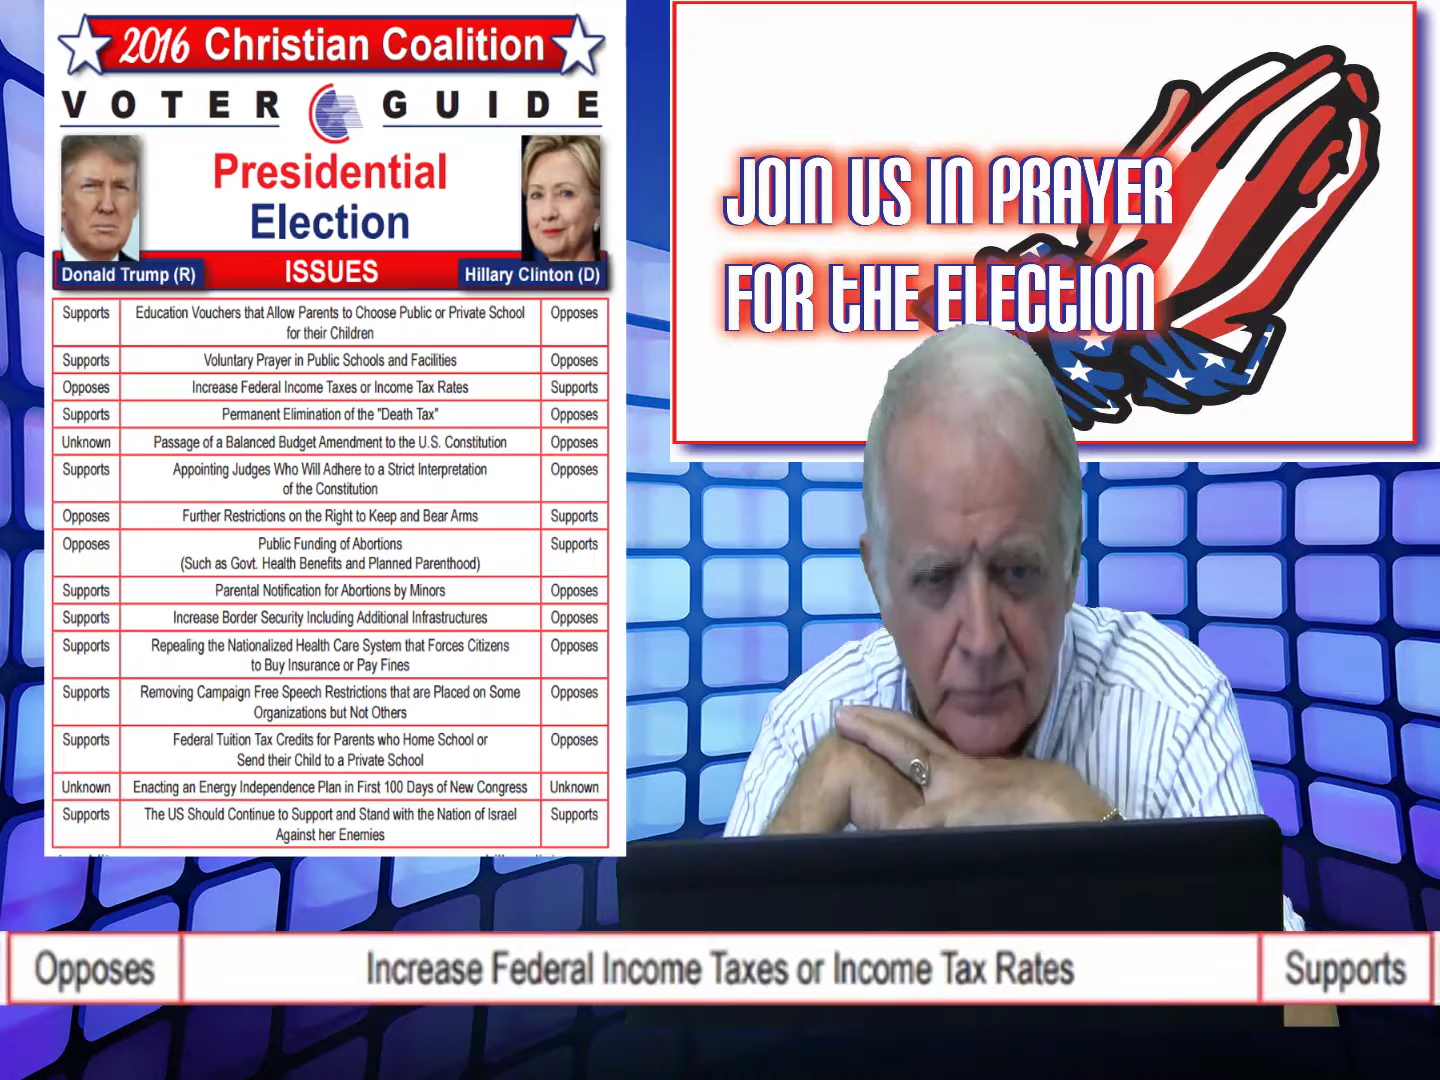 2016 Christian Coalition
VOTER GUIDE
Presidential
Election
Donald Trump (R) ISSUES Hillary Clinton (D)
Supports Education Vouchers that Allow Parents to Choose Public or Private School Opposes
for their Children
Supports Voluntary Prayer in Public Schools and Facilities Opposes
Opposes Increase Federal Income Taxes or Income Tax Rates Supports
Supports Permanent Elimination of the "Death Tax" Opposes
Unknown Passage of a Balanced Budget Amendment to the U.S. Constitution Opposes
Supports Appointing Judges Who Will Adhere to a Strict Interpretation Opposes
of the Constitution
Opposes Further Restrictions on the Right to Keep and Bear Arms Supports
Opposes Public Funding of Abortions Supports
(Such as Govt. Health Benefits and Planned Parenthood)
Supports Parental Notification for Abortions by Minors Opposes
Supports Increase Border Security Including Additional Infrastructures Opposes
Supports Repealing the Nationalized Health Care System that Forces Citizens Opposes
to Buy Insurance or Pay Fines
Supports Removing Campaign Free Speech Restrictions that are Placed on Some Opposes
Organizations but Not Others
Supports Federal Tuition Tax Credits for Parents who Home School or Opposes
Send their Child to a Private School
Unknown Enacting an Energy Independence Plan in First 100 Days of New Congress Unknown
Supports The US Should Continue to Support and Stand with the Nation of Israel Supports
Against her Enemies
JOIN US IN PRAYER
FOR tHE ELECTION
Opposes Increase Federal Income Taxes or Income Tax Rates Supports